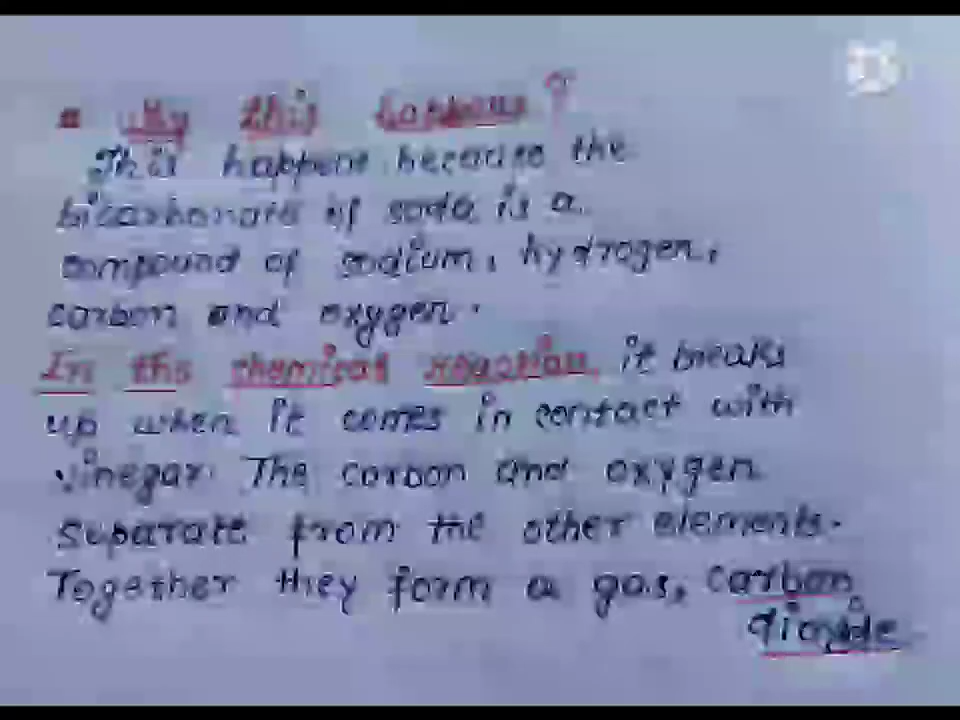 Why this happens?
This happens because the
bicarbonate of soda is a
compound of sodium, hydrogen,
carbon and oxygen.
In the chemical reaction, it breaks
up when it comes in contact with
vinegar. The carbon and oxygen
separate from the other elements.
Together they form a gas, carbon
dioxide.